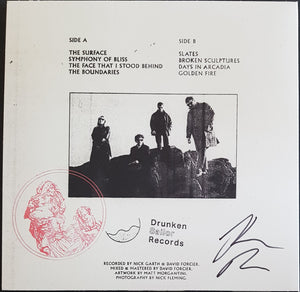 SIDE A
THE SURFACE
SYMPHONY OF BLISS
THE FACE THAT I STOOD BEHIND
THE BOUNDARIES
SIDE B
SLATES
BROKEN SCULPTURES
DAYS IN ARCADIA
GOLDEN FIRE
Drunken
Sailor
Records
RECORDED BY NICK GARTH & DAVID FORCIER.
MIXED & MASTERED BY DAVID FORCIER.
ARTWORK BY MATT MORGANTINI.
PHOTOGRAPHY BY NICK FLEMING.